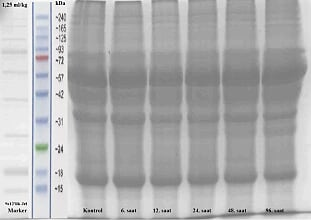 1,25 ml/kg
kDa
~240
~165
~125
~93
~72
~57
~42
~31
~24
~18
~15
Marker
Kontrol
6. saat
12. saat
24. saat
48. saat
96. saat